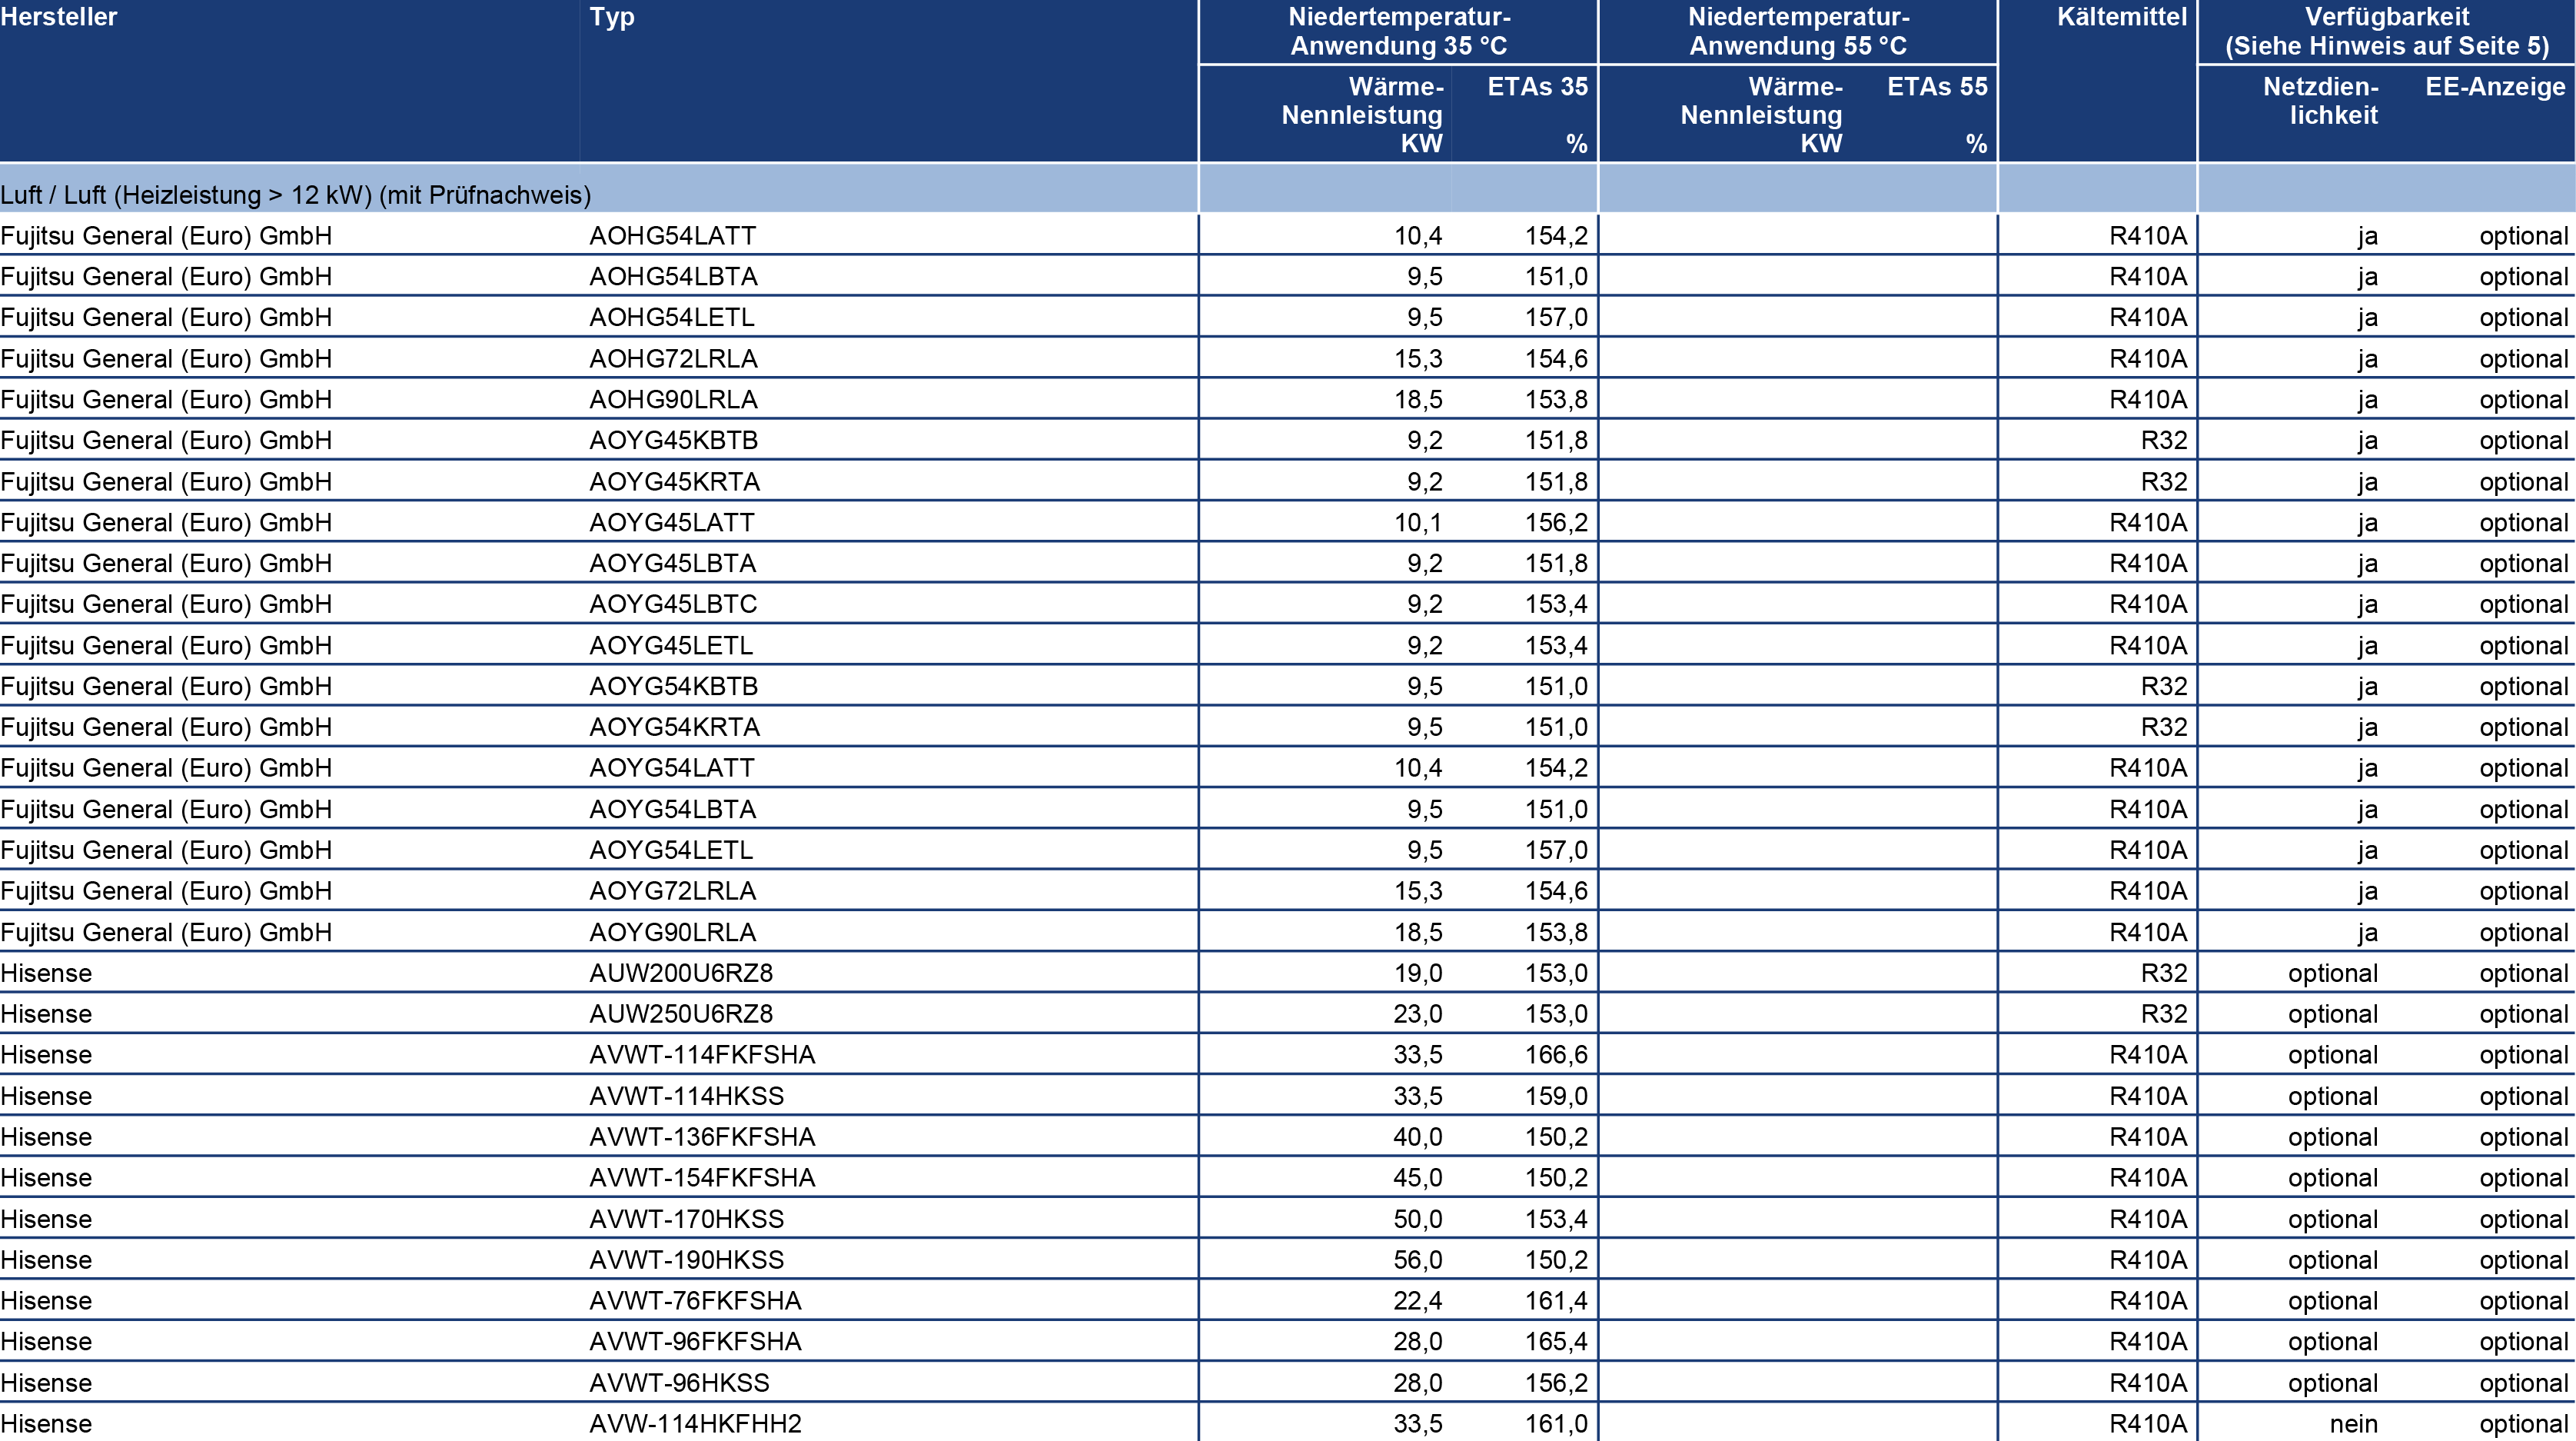 Hersteller Typ Niedertemperatur- Niedertemperatur- Kältemittel Verfügbarkeit
Anwendung 35 °C Anwendung 55 °C (Siehe Hinweis auf Seite 5)
Wärme- ETAs 35 Wärme- ETAs 55 Netzdien- EE-Anzeige
Nennleistung Nennleistung lichkeit
KW % KW %
Luft / Luft (Heizleistung > 12 kW) (mit Prüfnachweis)
Fujitsu General (Euro) GmbH AOHG54LATT 10,4 154,2 R410A ja optional
Fujitsu General (Euro) GmbH AOHG54LBTA 9,5 151,0 R410A ja optional
Fujitsu General (Euro) GmbH AOHG54LETL 9,5 157,0 R410A ja optional
Fujitsu General (Euro) GmbH AOHG72LRLA 15,3 154,6 R410A ja optional
Fujitsu General (Euro) GmbH AOHG90LRLA 18,5 153,8 R410A ja optional
Fujitsu General (Euro) GmbH AOYG45KBTB 9,2 151,8 R32 ja optional
Fujitsu General (Euro) GmbH AOYG45KRTA 9,2 151,8 R32 ja optional
Fujitsu General (Euro) GmbH AOYG45LATT 10,1 156,2 R410A ja optional
Fujitsu General (Euro) GmbH AOYG45LBTA 9,2 151,8 R410A ja optional
Fujitsu General (Euro) GmbH AOYG45LBTC 9,2 153,4 R410A ja optional
Fujitsu General (Euro) GmbH AOYG45LETL 9,2 153,4 R410A ja optional
Fujitsu General (Euro) GmbH AOYG54KBTB 9,5 151,0 R32 ja optional
Fujitsu General (Euro) GmbH AOYG54KRTA 9,5 151,0 R32 ja optional
Fujitsu General (Euro) GmbH AOYG54LATT 10,4 154,2 R410A ja optional
Fujitsu General (Euro) GmbH AOYG54LBTA 9,5 151,0 R410A ja optional
Fujitsu General (Euro) GmbH AOYG54LETL 9,5 157,0 R410A ja optional
Fujitsu General (Euro) GmbH AOYG72LRLA 15,3 154,6 R410A ja optional
Fujitsu General (Euro) GmbH AOYG90LRLA 18,5 153,8 R410A ja optional
Hisense AUW200U6RZ8 19,0 153,0 R32 optional optional
Hisense AUW250U6RZ8 23,0 153,0 R32 optional optional
Hisense AVWT-114FKFSHA 33,5 166,6 R410A optional optional
Hisense AVWT-114HKSS 33,5 159,0 R410A optional optional
Hisense AVWT-136FKFSHA 40,0 150,2 R410A optional optional
Hisense AVWT-154FKFSHA 45,0 150,2 R410A optional optional
Hisense AVWT-170HKSS 50,0 153,4 R410A optional optional
Hisense AVWT-190HKSS 56,0 150,2 R410A optional optional
Hisense AVWT-76FKFSHA 22,4 161,4 R410A optional optional
Hisense AVWT-96FKFSHA 28,0 165,4 R410A optional optional
Hisense AVWT-96HKSS 28,0 156,2 R410A optional optional
Hisense AVW-114HKFHH2 33,5 161,0 R410A nein optional